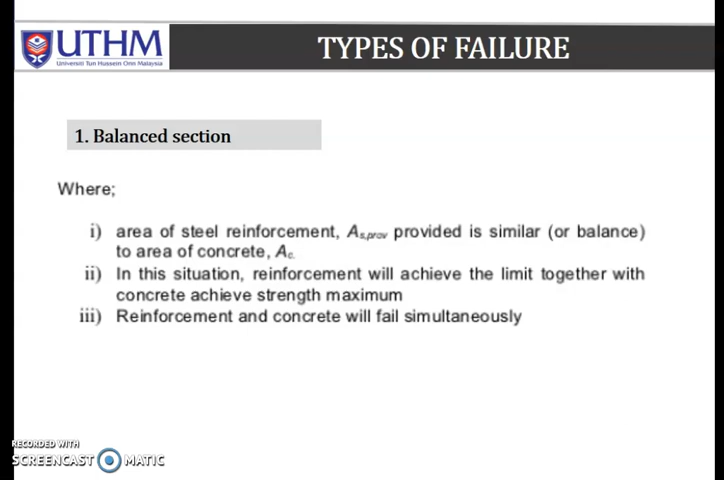 UTHM
Universiti Tun Hussein Onn Malaysia
TYPES OF FAILURE
1. Balanced section
Where;
i) area of steel reinforcement, As,prov provided is similar (or balance)
to area of concrete, Ac.
ii) In this situation, reinforcement will achieve the limit together with
concrete achieve strength maximum
iii) Reinforcement and concrete will fail simultaneously
RECORDED WITH
SCREENCAST MATIC